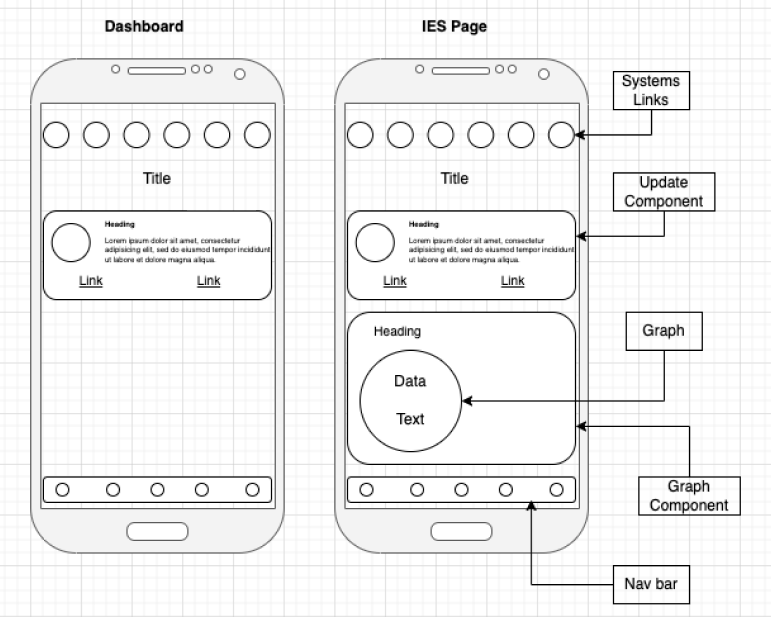 Dashboard
IES Page
Systems
Links
Title
Title
Update
Component
Heading
Lorem ipsum dolor sit amet, consectetur
adipisicing elit, sed do eiusmod tempor incididunt
ut labore et dolore magna aliqua.
Link
Link
Heading
Lorem ipsum dolor sit amet, consectetur
adipisicing elit, sed do eiusmod tempor incididunt
ut labore et dolore magna aliqua.
Link
Link
Heading
Data
Text
Graph
Graph
Component
Nav bar